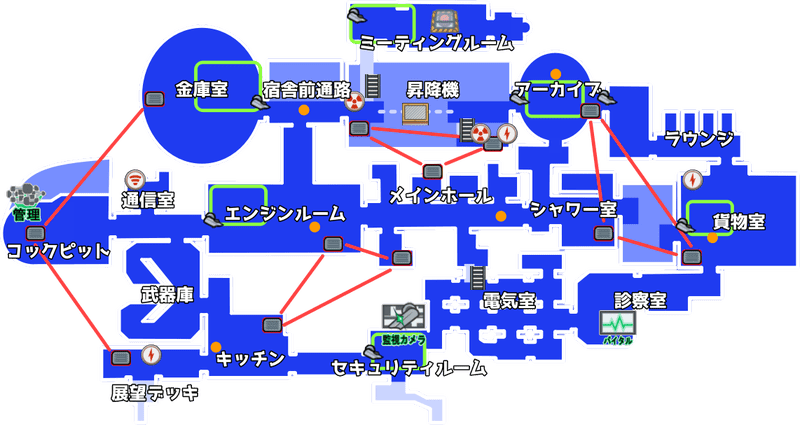 ミーティングルーム
金庫室
宿舎前通路
昇降機
アーカイブ
ラウンジ
通信室
管理
エンジンルーム
メインホール
シャワー室
貨物室
コックピット
武器庫
電気室
診察室
監視カメラ
バイタル
キッチン
セキュリティルーム
展望デッキ